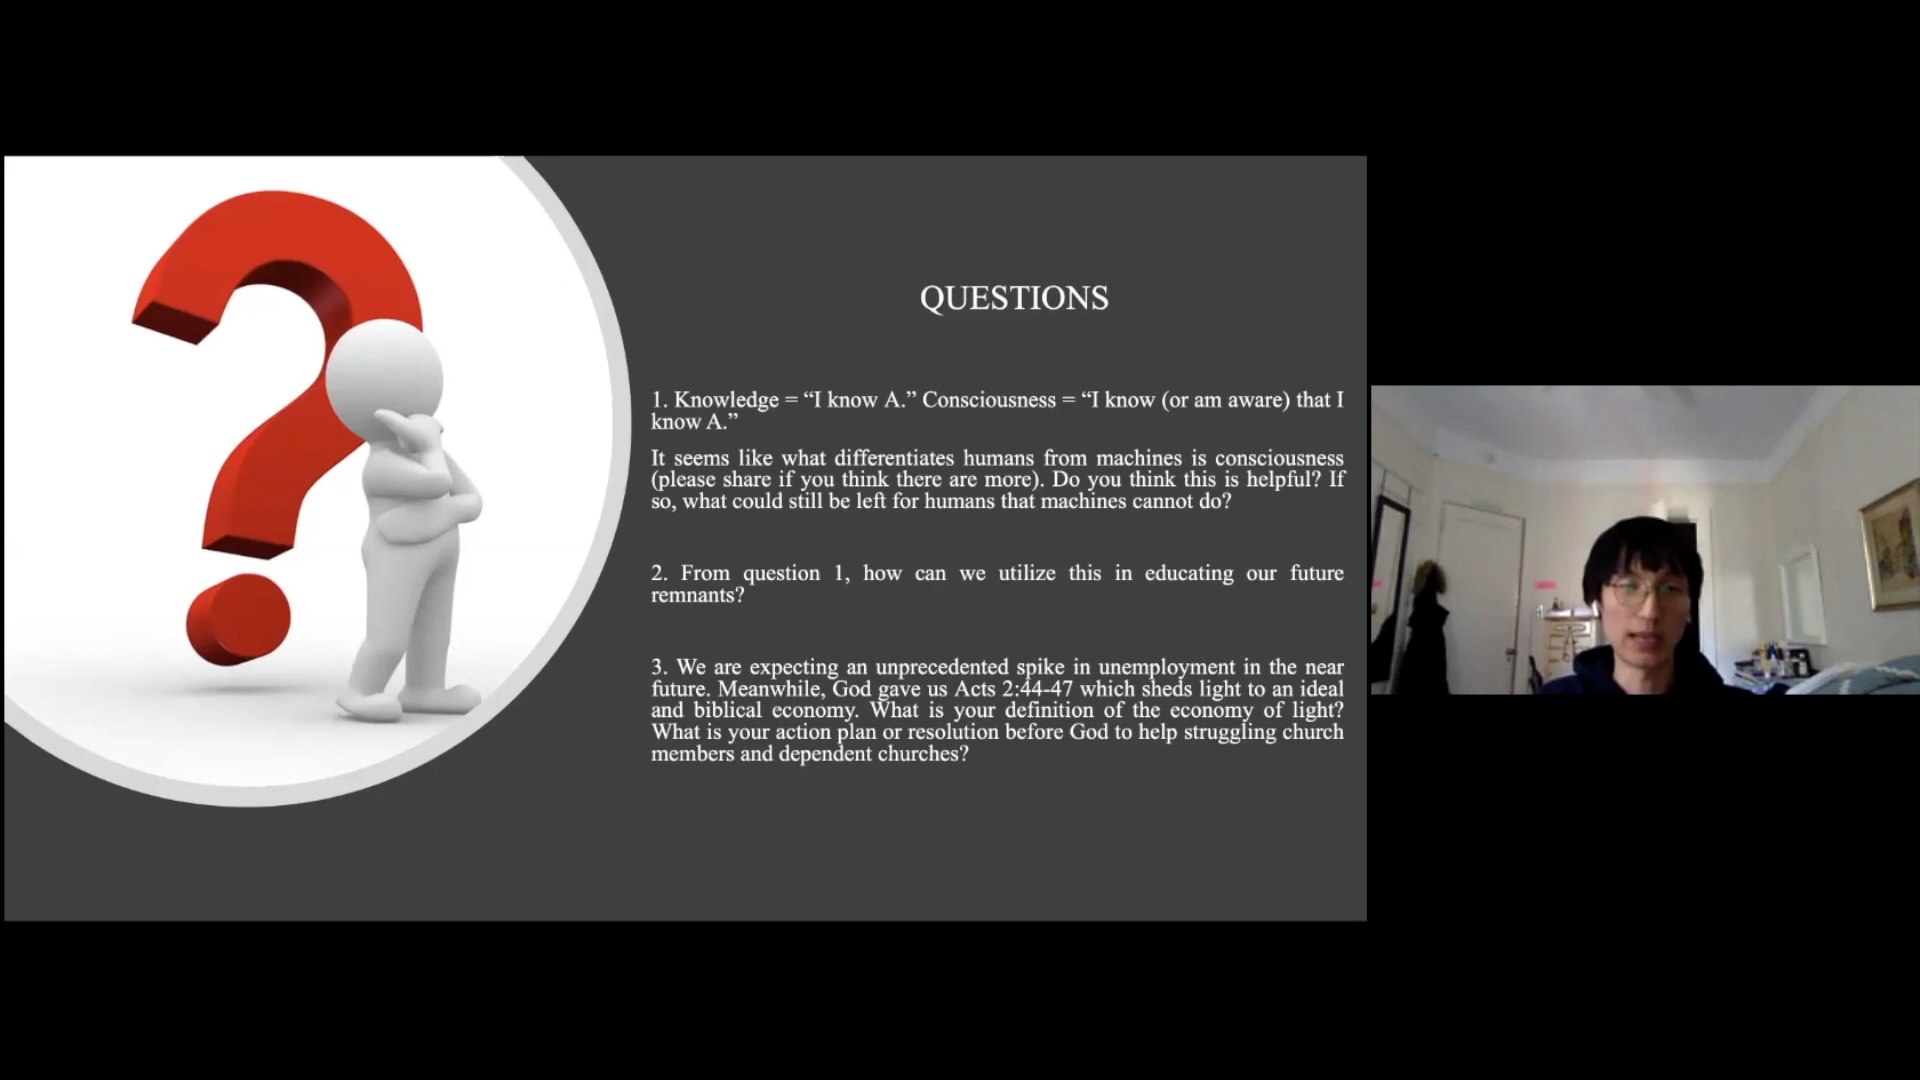 QUESTIONS
1. Knowledge = “I know A.” Consciousness = “I know (or am aware) that I
know A.”
It seems like what differentiates humans from machines is consciousness
(please share if you think there are more). Do you think this is helpful? If
so, what could still be left for humans that machines cannot do?
2. From question 1, how can we utilize this in educating our future
remnants?
3. We are expecting an unprecedented spike in unemployment in the near
future. Meanwhile, God gave us Acts 2:44-47 which sheds light to an ideal
and biblical economy. What is your definition of the economy of light?
What is your action plan or resolution before God to help struggling church
members and dependent churches?